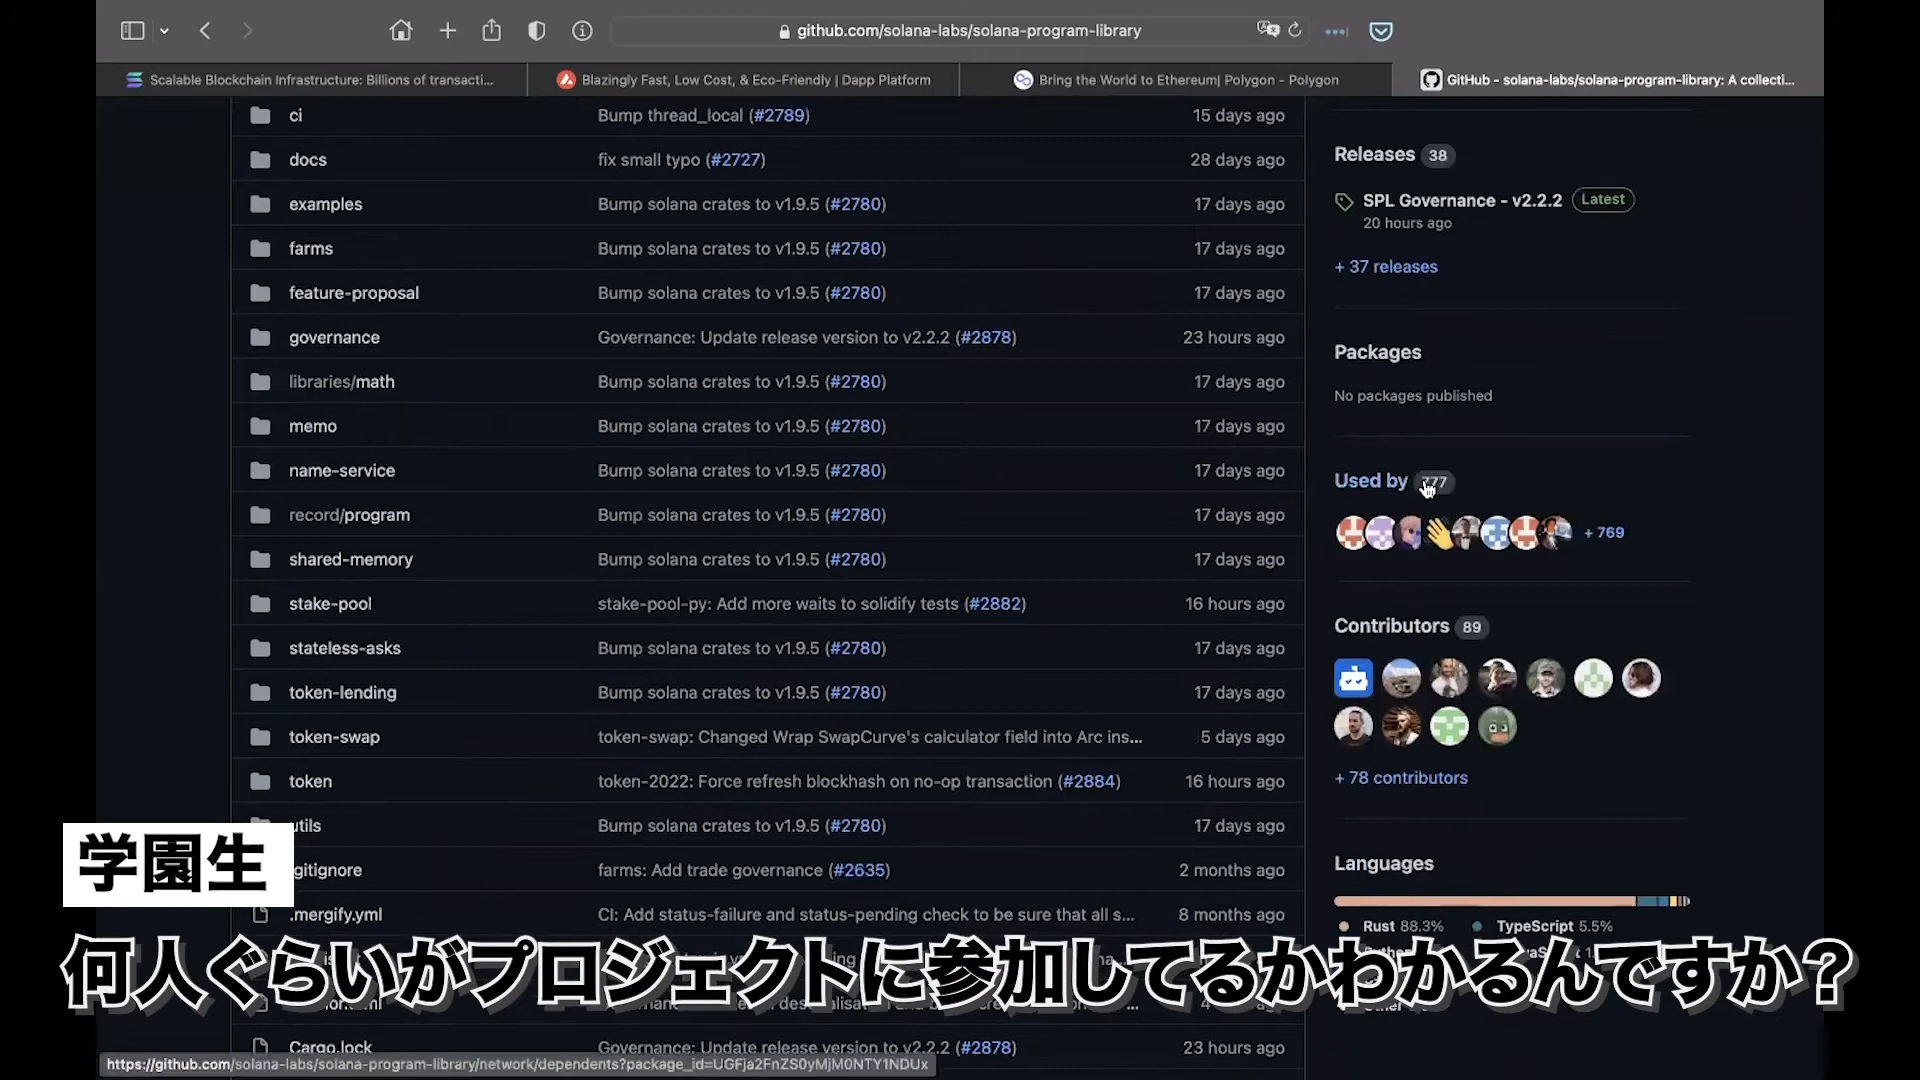 github.com/solana-labs/solana-program-library
Scalable Blockchain Infrastructure: Billions of transacti...
Blazingly Fast, Low Cost, & Eco-Friendly | Dapp Platform
Bring the World to Ethereum| Polygon - Polygon
GitHub - solana-labs/solana-program-library: A collecti...
ci Bump thread_local (#2789) 15 days ago
docs fix small typo (#2727) 28 days ago
examples Bump solana crates to v1.9.5 (#2780) 17 days ago
farms Bump solana crates to v1.9.5 (#2780) 17 days ago
feature-proposal Bump solana crates to v1.9.5 (#2780) 17 days ago
governance Governance: Update release version to v2.2.2 (#2878) 23 hours ago
libraries/math Bump solana crates to v1.9.5 (#2780) 17 days ago
memo Bump solana crates to v1.9.5 (#2780) 17 days ago
name-service Bump solana crates to v1.9.5 (#2780) 17 days ago
record/program Bump solana crates to v1.9.5 (#2780) 17 days ago
shared-memory Bump solana crates to v1.9.5 (#2780) 17 days ago
stake-pool stake-pool-py: Add more waits to solidify tests (#2882) 16 hours ago
stateless-asks Bump solana crates to v1.9.5 (#2780) 17 days ago
token-lending Bump solana crates to v1.9.5 (#2780) 17 days ago
token-swap token-swap: Changed Wrap SwapCurve's calculator field into Arc ins... 5 days ago
token token-2022: Force refresh blockhash on no-op transaction (#2884) 16 hours ago
utils Bump solana crates to v1.9.5 (#2780) 17 days ago
gitignore farms: Add trade governance (#2635) 2 months ago
.mergify.yml CI: Add status-failure and status-pending check to be sure that all s... 8 months ago
Cargo.lock Governance: Update release version to v2.2.2 (#2878) 23 hours ago
Releases 38
SPL Governance - v2.2.2 Latest
20 hours ago
+ 37 releases
Packages
No packages published
Used by 777
+ 769
Contributors 89
+ 78 contributors
Languages
Rust 88.3% TypeScript 5.5%
学園生
何人ぐらいがプロジェクトに参加してるかわかるんですか？
https://github.com/solana-labs/solana-program-library/network/dependents?package_id=UGFja2FnZS0yMjM0NTY1NDUx